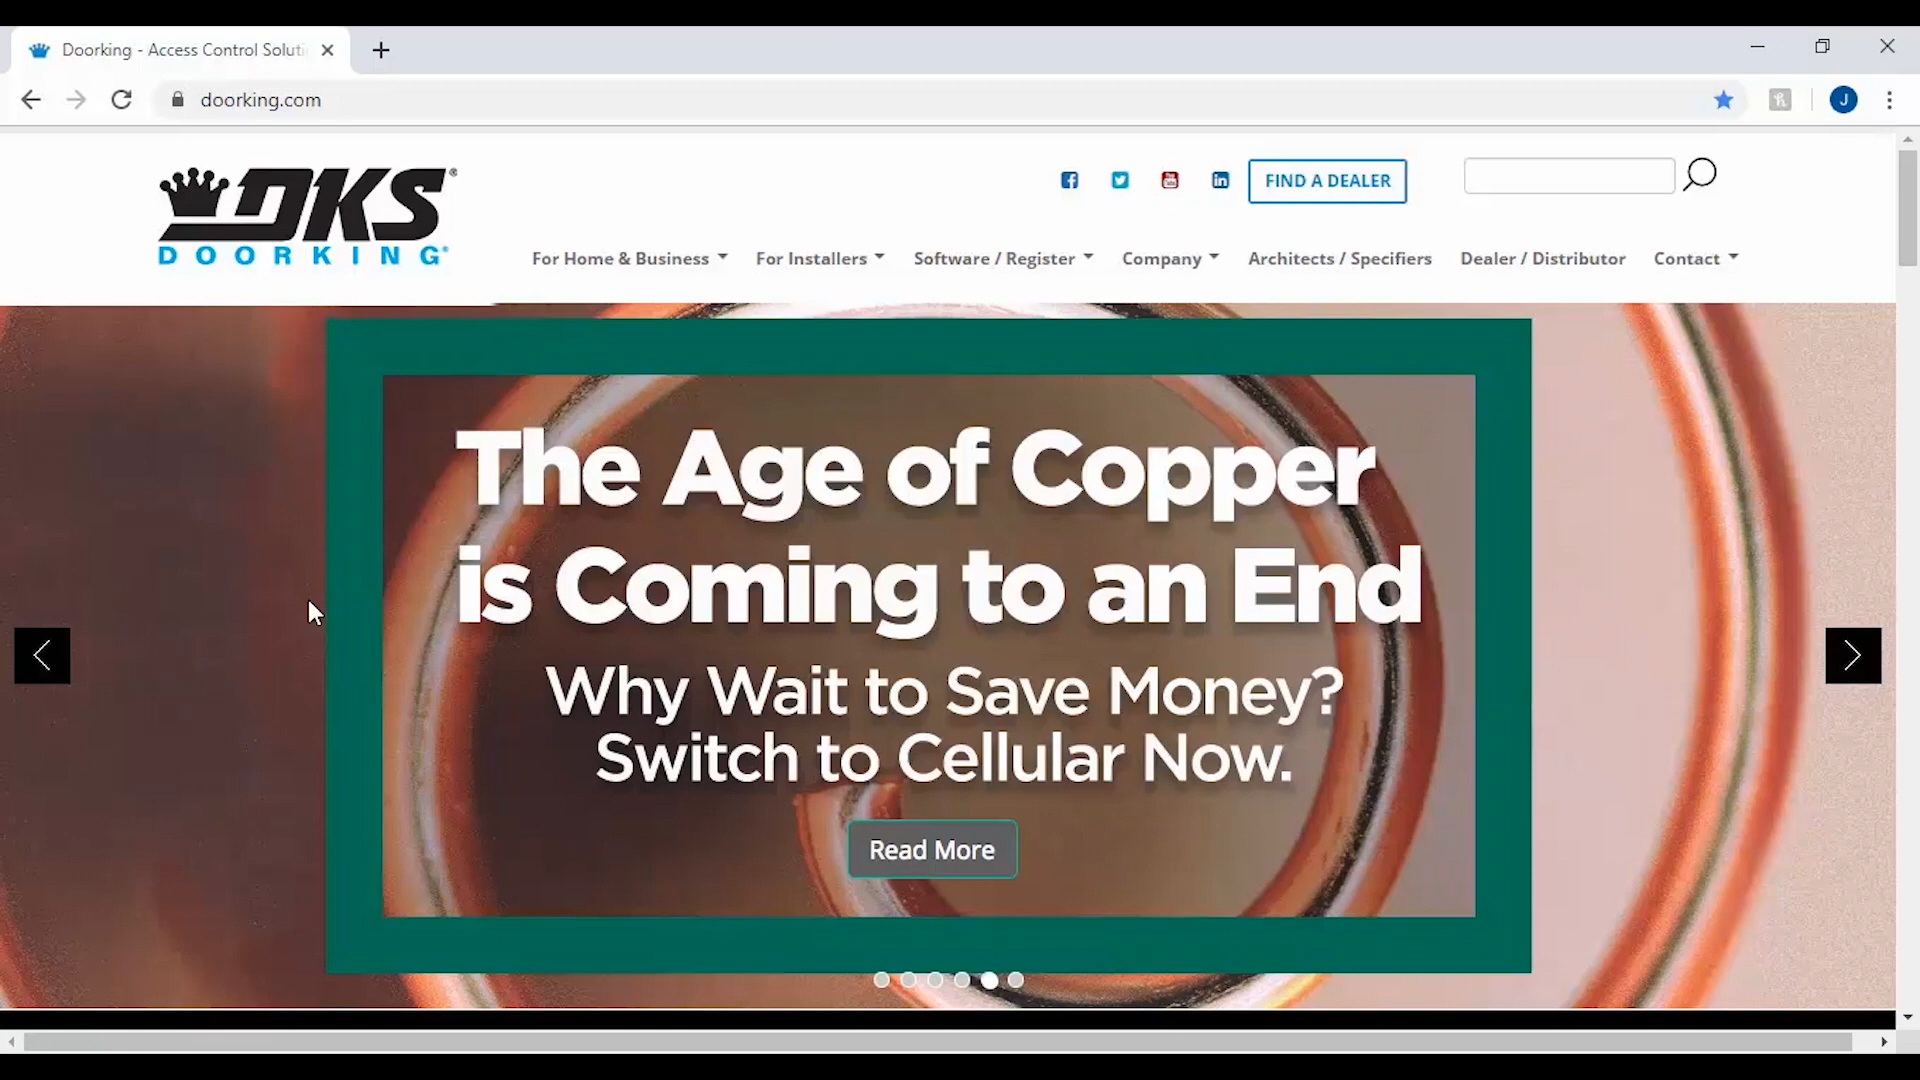 Doorking - Access Control Soluti
doorking.com
J
DKS
DOORKING
FIND A DEALER
For Home & Business
For Installers
Software / Register
Company
Architects / Specifiers
Dealer / Distributor
Contact
The Age of Copper
is Coming to an End
Why Wait to Save Money?
Switch to Cellular Now.
Read More